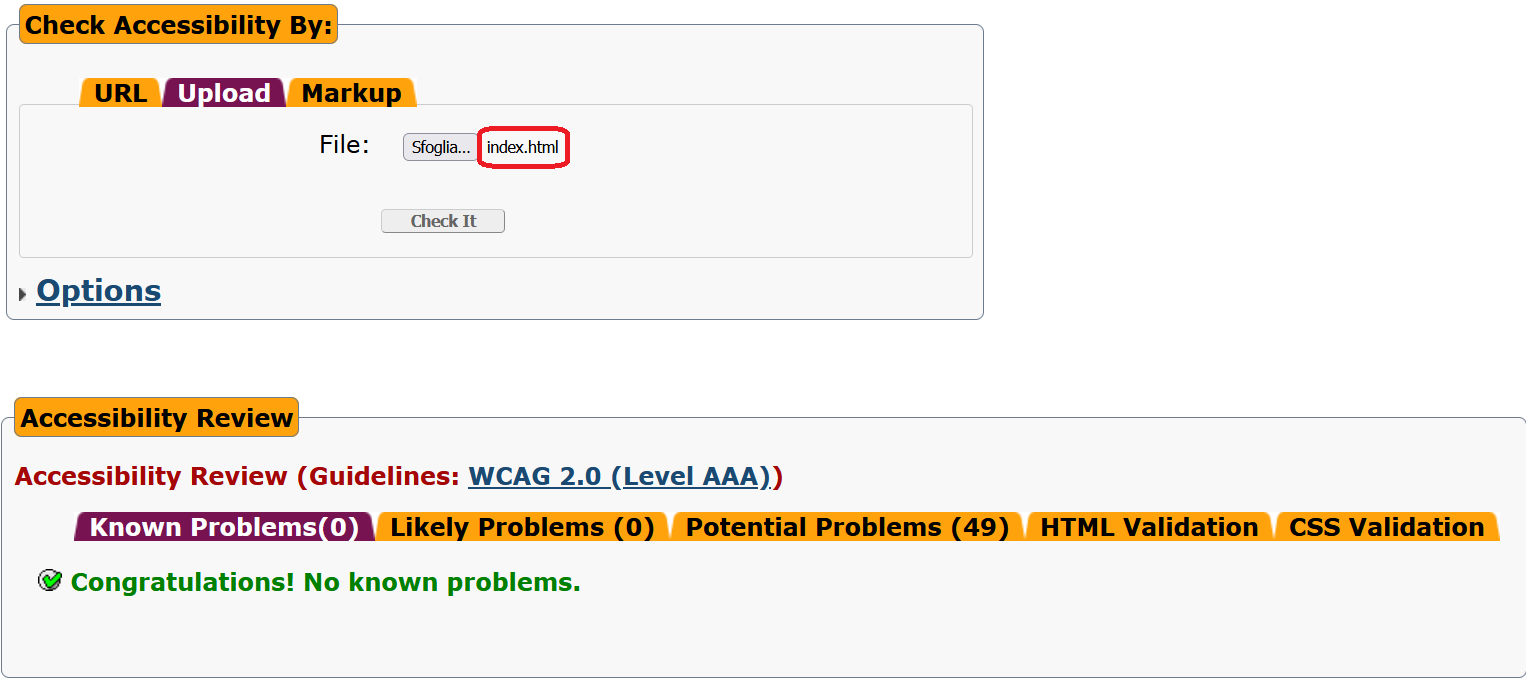 Check Accessibility By:
URL Upload Markup
File: Sfoglia... index.html
Check It
Options
Accessibility Review
Accessibility Review (Guidelines: WCAG 2.0 (Level AAA))
Known Problems(0) Likely Problems (0) Potential Problems (49) HTML Validation CSS Validation
Congratulations! No known problems.